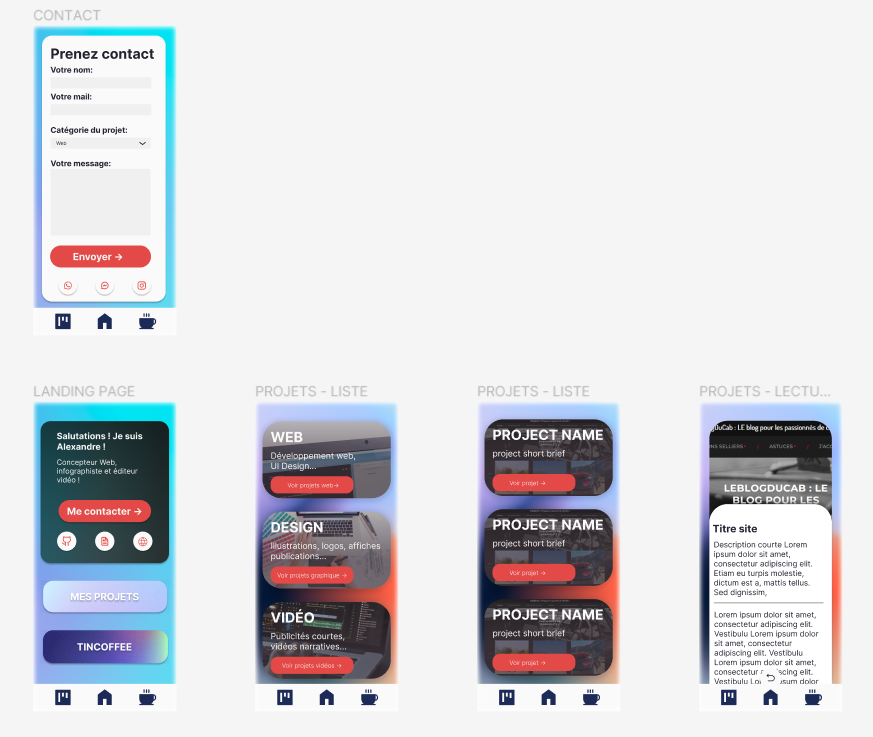 CONTACT
Prenez contact
Votre nom:
Votre mail:
Catégorie du projet:
Web
Votre message:
Envoyer →
LANDING PAGE
Salutations ! Je suis
Alexandre !
Concepteur Web,
infographiste et éditeur
vidéo !
Me contacter →
MES PROJETS
TINCOFFEE
PROJETS - LISTE
WEB
Développement web,
UI Design...
Voir projets web→
DESIGN
Illustrations, logos, affiches
publications...
Voir projets graphique →
VIDÉO
Publicités courtes,
vidéos narratives...
Voir projets vidéos →
PROJETS - LISTE
PROJECT NAME
project short brief
Voir projet →
PROJECT NAME
project short brief
Voir projet →
PROJECT NAME
project short brief
Voir projet →
PROJETS - LECTU...
DuCab : LE blog pour les passionnés de c
NS SELLIERS / ASTUCES / J'ACC
LEBLOGDUCAB : LE
BLOG POUR LES
Titre site
Description courte Lorem
ipsum dolor sit amet,
consectetur adipiscing elit.
Etiam eu turpis molestie,
dictum est a, mattis tellus.
Sed dignissim,
Lorem ipsum dolor sit amet,
consectetur adipiscing elit.
Vestibulu Lorem ipsum dolor
sit amet, consectetur
adipiscing elit. Vestibulu
Lorem ipsum dolor sit amet,
consectetur adipiscing elit.
Vestibulu Lor ipsum dolor